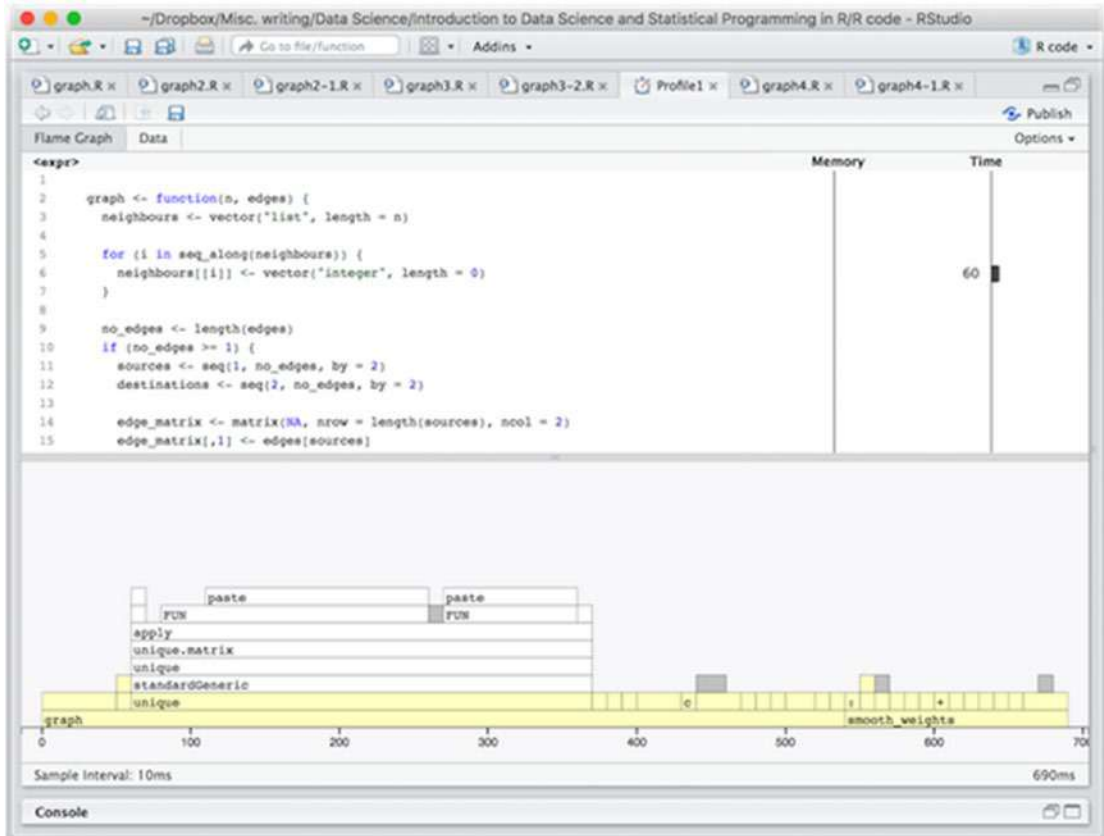 ~/Dropbox/Misc. writing/Data Science/Introduction to Data Science and Statistical Programming in R/R code - RStudio
Go to file/function Addins R code
graph.R graph2.R graph2-1.R graph3.R graph3-2.R Profile1 graph4.R graph4-1.R
Publish
Flame Graph Data Options
<expr> Memory Time
1
2 graph <- function(n, edges) {
3 neighbours <- vector("list", length = n)
4
5 for (i in seq_along(neighbours)) {
6 neighbours[[i]] <- vector("integer", length = 0) 60
7 }
8
9 no_edges <- length(edges)
10 if (no_edges >= 1) {
11 sources <- seq(1, no_edges, by = 2)
12 destinations <- seq(2, no_edges, by = 2)
13
14 edge_matrix <- matrix(NA, nrow = length(sources), ncol = 2)
15 edge_matrix[,1] <- edges[sources]
paste paste
FUN FUN
apply
unique.matrix
unique
standardGeneric
unique c : +
graph smooth_weights
0 100 200 300 400 500 600 70
Sample Interval: 10ms 690ms
Console